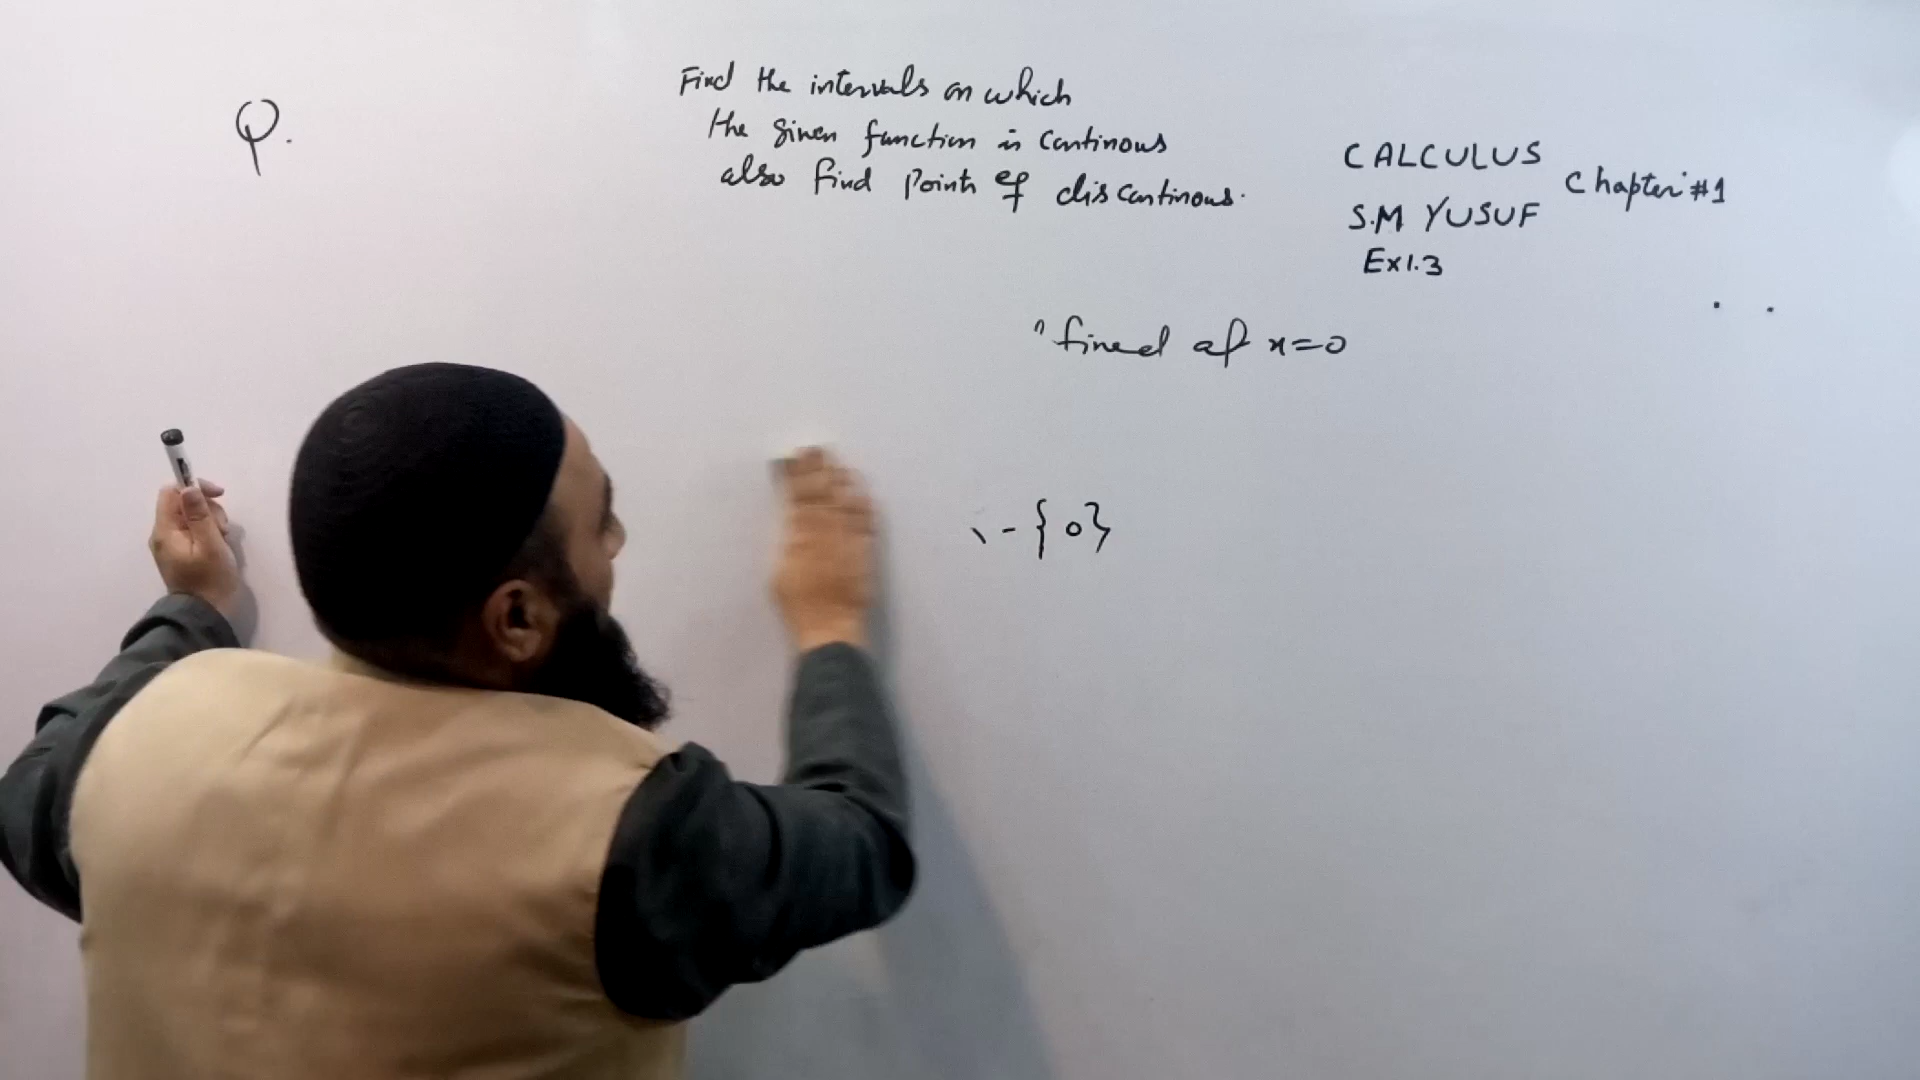 Q.
Find the intervals on which
the given function is continous
also find points of discontinous.
CALCULUS
Chapter #1
S.M YUSUF
Ex1.3
fined at x=0
-{0}